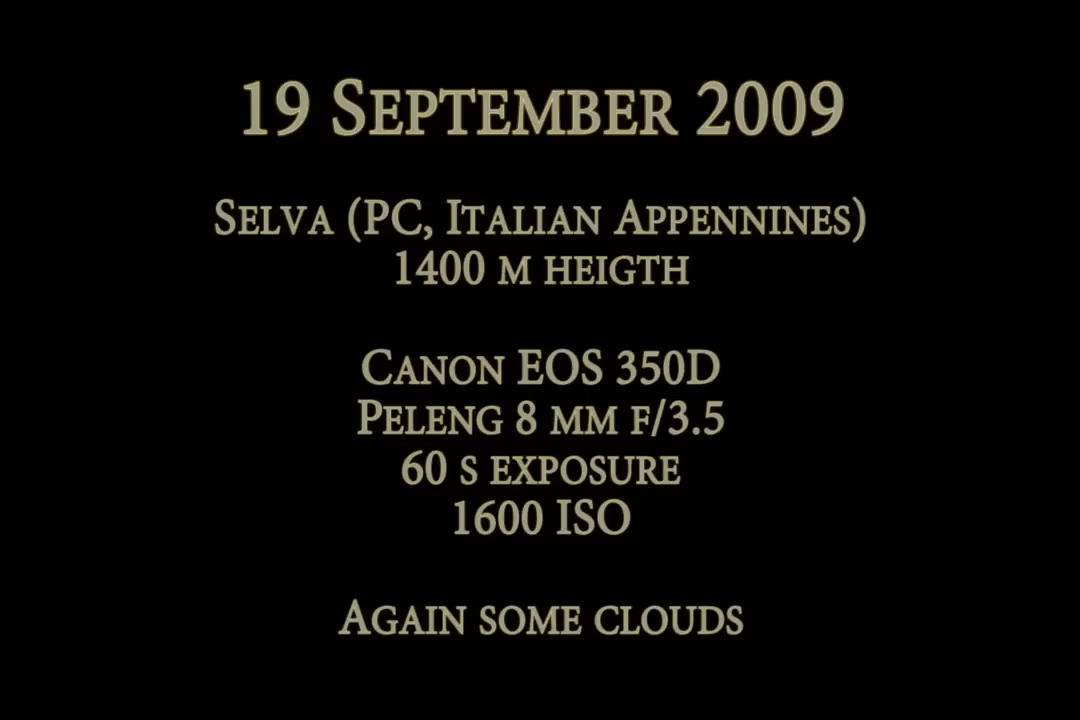 19 September 2009
Selva (PC, Italian Appennines)
1400 m heigth
Canon EOS 350D
Peleng 8 mm f/3.5
60 s exposure
1600 ISO
Again some clouds